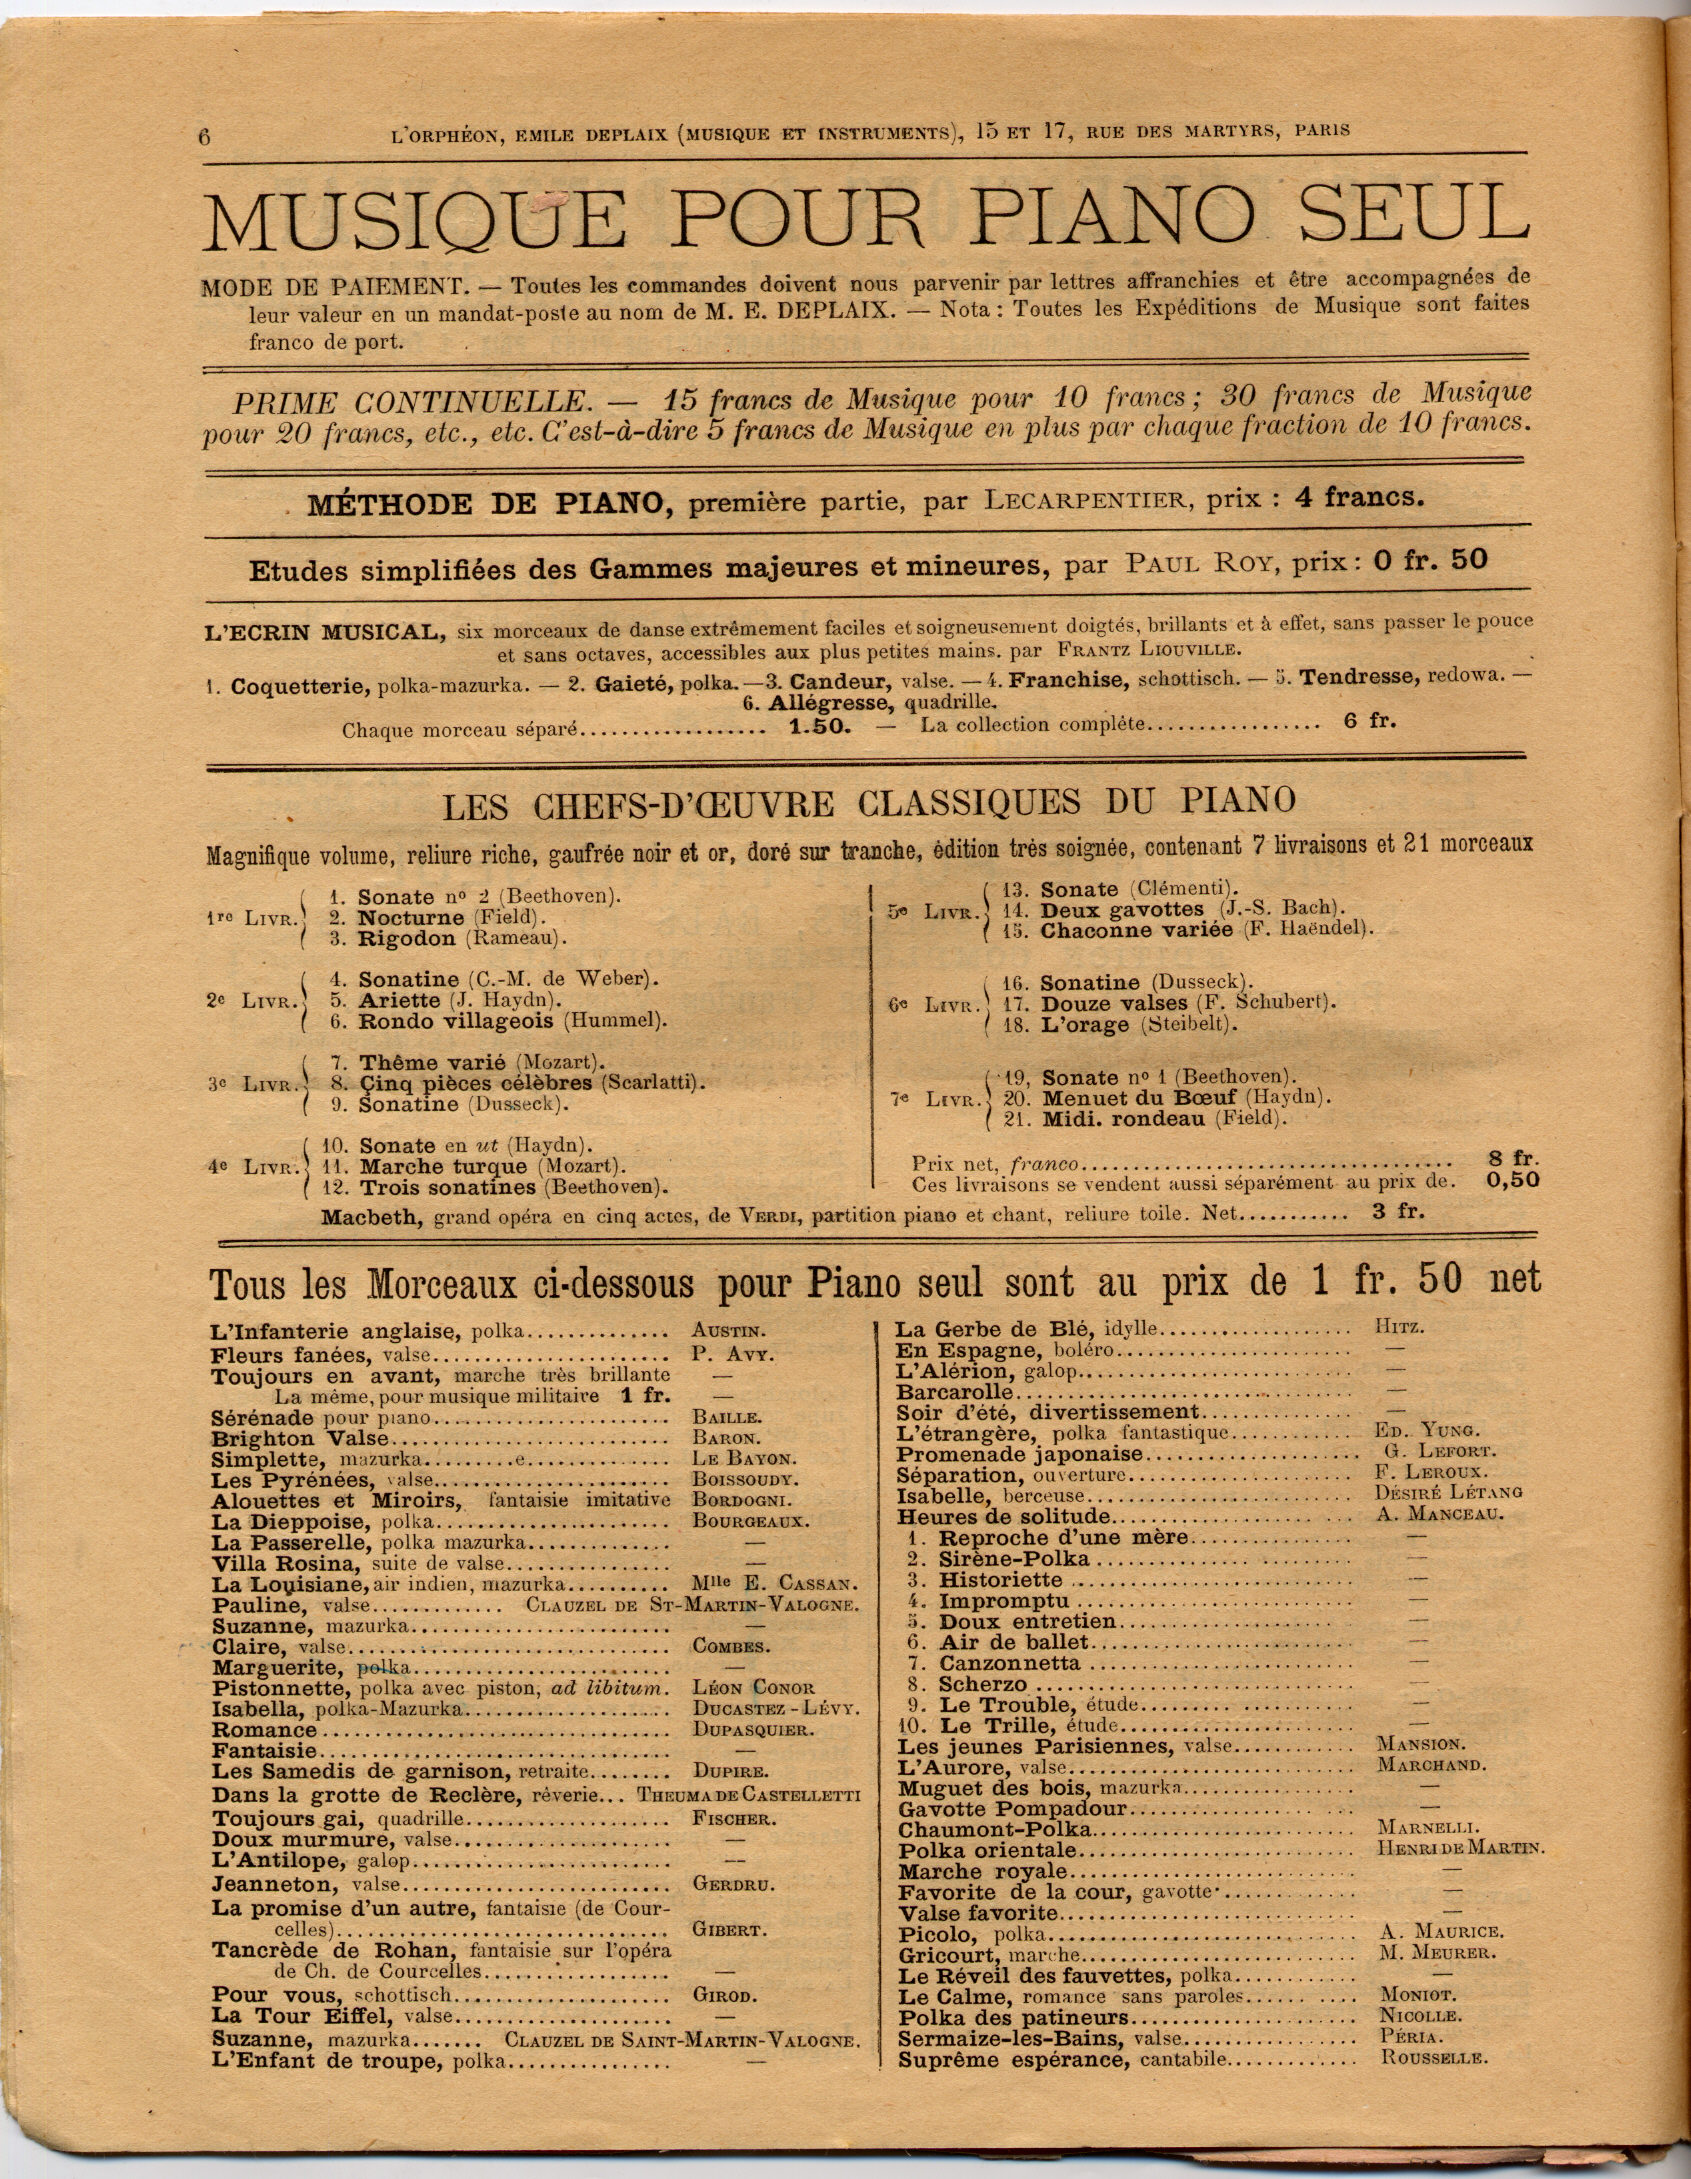 6
L'ORPHÉON, EMILE DEPLAIX (MUSIQUE ET INSTRUMENTS), 15 ET 17, RUE DES MARTYRS, PARIS
MUSIQUE POUR PIANO SEUL
MODE DE PAIEMENT. — Toutes les commandes doivent nous parvenir par lettres affranchies et être accompagnées de
leur valeur en un mandat-poste au nom de M. E. DEPLAIX. — Nota : Toutes les Expéditions de Musique sont faites
franco de port.
PRIME CONTINUELLE. — 15 francs de Musique pour 10 francs ; 30 francs de Musique
pour 20 francs, etc., etc. C'est-à-dire 5 francs de Musique en plus par chaque fraction de 10 francs.
MÉTHODE DE PIANO, première partie, par LECARPENTIER, prix : 4 francs.
Etudes simplifiées des Gammes majeures et mineures, par PAUL ROY, prix : 0 fr. 50
L'ECRIN MUSICAL, six morceaux de danse extrêmement faciles et soigneusement doigtés, brillants et à effet, sans passer le pouce
et sans octaves, accessibles aux plus petites mains. par FRANTZ LIOUVILLE.
1. Coquetterie, polka-mazurka. — 2. Gaieté, polka. — 3. Candeur, valse. — 4. Franchise, schottisch. — 5. Tendresse, redowa. —
6. Allégresse, quadrille.
Chaque morceau séparé.................. 1.50. — La collection complète................. 6 fr.
LES CHEFS-D'ŒUVRE CLASSIQUES DU PIANO
Magnifique volume, reliure riche, gaufrée noir et or, doré sur tranche, édition très soignée, contenant 7 livraisons et 21 morceaux
1re LIVR.
1. Sonate no 2 (Beethoven).
2. Nocturne (Field).
3. Rigodon (Rameau).
2e LIVR.
4. Sonatine (C.-M. de Weber).
5. Ariette (J. Haydn).
6. Rondo villageois (Hummel).
3e LIVR.
7. Thême varié (Mozart).
8. Çinq pièces célèbres (Scarlatti).
9. Sonatine (Dusseck).
4e LIVR.
10. Sonate en ut (Haydn).
11. Marche turque (Mozart).
12. Trois sonatines (Beethoven).
5e LIVR.
13. Sonate (Clémenti).
14. Deux gavottes (J.-S. Bach).
15. Chaconne variée (F. Haëndel).
6e LIVR.
16. Sonatine (Dusseck).
17. Douze valses (F. Schubert).
18. L'orage (Steibelt).
7e LIVR.
19, Sonate no 1 (Beethoven).
20. Menuet du Bœuf (Haydn).
21. Midi. rondeau (Field).
Prix net, franco.................................... 8 fr.
Ces livraisons se vendent aussi séparément au prix de. 0,50
Macbeth, grand opéra en cinq actes, de VERDI, partition piano et chant, reliure toile. Net........... 3 fr.
Tous les Morceaux ci-dessous pour Piano seul sont au prix de 1 fr. 50 net
L'Infanterie anglaise, polka.............. AUSTIN.
Fleurs fanées, valse....................... P. AVY.
Toujours en avant, marche très brillante —
La même, pour musique militaire 1 fr. —
Sérénade pour piano....................... BAILLE.
Brighton Valse........................... BARON.
Simplette, mazurka.........e.............. LE BAYON.
Les Pyrénées, valse....................... BOISSOUDY.
Alouettes et Miroirs, fantaisie imitative BORDOGNI.
La Dieppoise, polka....................... BOURGEAUX.
La Passerelle, polka mazurka.............. —
Villa Rosina, suite de valse................ —
La Louisiane, air indien, mazurka.......... Mlle E. CASSAN.
Pauline, valse............. CLAUZEL DE ST-MARTIN-VALOGNE.
Suzanne, mazurka......................... —
Claire, valse............................... COMBES.
Marguerite, polka......................... —
Pistonnette, polka avec piston, ad libitum. LÉON CONOR
Isabella, polka-Mazurka.................... DUCASTEZ-LÉVY.
Romance.................................. DUPASQUIER.
Fantaisie.................................. —
Les Samedis de garnison, retraite......... DUPIRE.
Dans la grotte de Reclère, rêverie... THEUMA DE CASTELLETTI
Toujours gai, quadrille.................... FISCHER.
Doux murmure, valse..................... —
L'Antilope, galop.......................... —
Jeanneton, valse.......................... GERDRU.
La promise d'un autre, fantaisie (de Cour-
celles)................................ GIBERT.
Tancrède de Rohan, fantaisie sur l'opéra
de Ch. de Courcelles.................. —
Pour vous, schottisch..................... GIROD.
La Tour Eiffel, valse..................... —
Suzanne, mazurka....... CLAUZEL DE SAINT-MARTIN-VALOGNE.
L'Enfant de troupe, polka................ —
La Gerbe de Blé, idylle................... HITZ.
En Espagne, boléro....................... —
L'Alérion, galop........................... —
Barcarolle................................. —
Soir d'été, divertissement............... —
L'étrangère, polka fantastique............ ED. YUNG.
Promenade japonaise..................... G. LEFORT.
Séparation, ouverture...................... F. LEROUX.
Isabelle, berceuse.......................... DÉSIRÉ LÉTANG
Heures de solitude........................ A. MANCEAU.
1. Reproche d'une mère................ —
2. Sirène-Polka......................... —
3. Historiette........................... —
4. Impromptu.......................... —
5. Doux entretien...................... —
6. Air de ballet......................... —
7. Canzonnetta......................... —
8. Scherzo.............................. —
9. Le Trouble, étude.................... —
10. Le Trille, étude...................... —
Les jeunes Parisiennes, valse............ MANSION.
L'Aurore, valse........................... MARCHAND.
Muguet des bois, mazurka................. —
Gavotte Pompadour...................... —
Chaumont-Polka.......................... MARNELLI.
Polka orientale........................... HENRI DE MARTIN.
Marche royale............................ —
Favorite de la cour, gavotte.............. —
Valse favorite............................. —
Picolo, polka.............................. A. MAURICE.
Gricourt, marche.......................... M. MEURER.
Le Réveil des fauvettes, polka............ —
Le Calme, romance sans paroles........... MONIOT.
Polka des patineurs...................... NICOLLE.
Sermaize-les-Bains, valse................. PÉRIA.
Suprême espérance, cantabile............. ROUSSELLE.